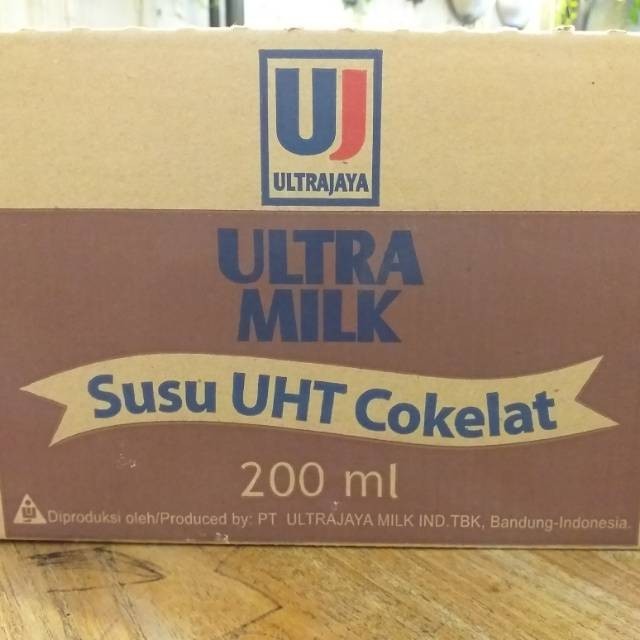 UJ
ULTRAJAYA
ULTRA
MILK
Susu UHT Cokelat
200 ml
Diproduksi oleh/Produced by: PT ULTRAJAYA MILK IND.TBK, Bandung-Indonesia